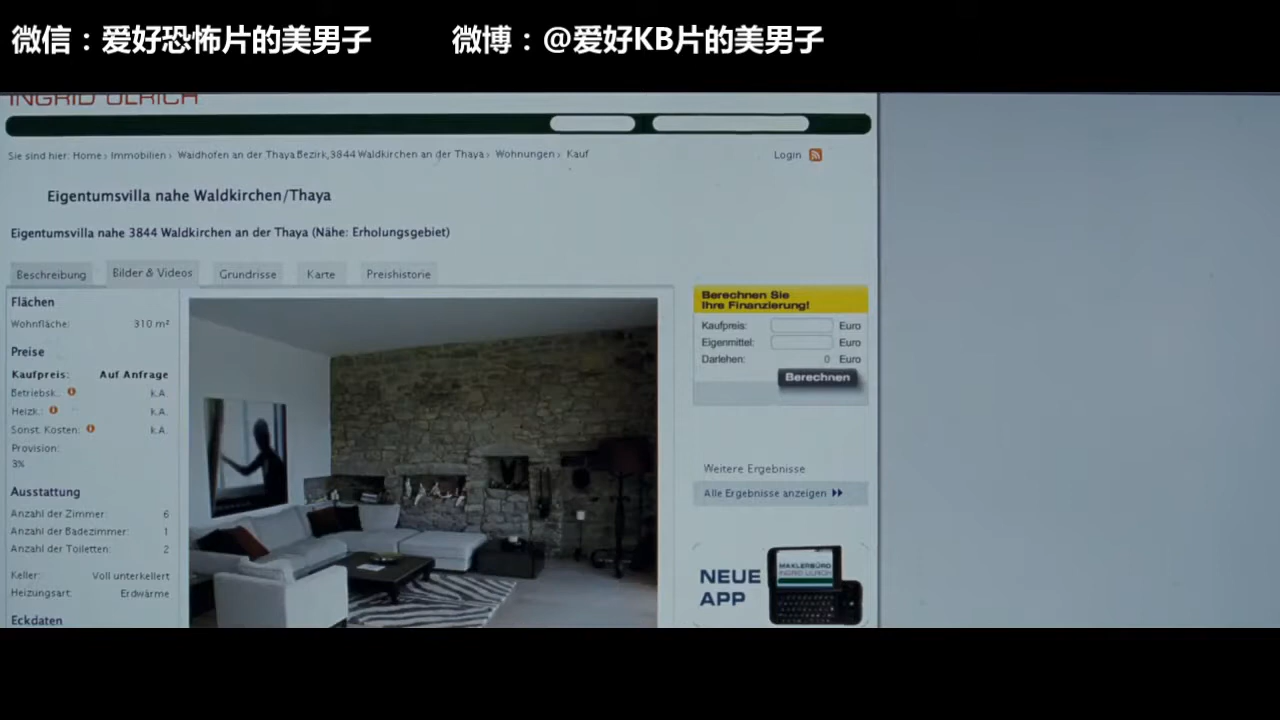 微信：爱好恐怖片的美男子 微博：@爱好KB片的美男子
INGRID ULRICH
Sie sind hier: Home › Immobilien › Waidhofen an der Thaya Bezirk,3844 Waldkirchen an der Thaya › Wohnungen › Kauf
Login
Eigentumsvilla nahe Waldkirchen/Thaya
Eigentumsvilla nahe 3844 Waldkirchen an der Thaya (Nähe: Erholungsgebiet)
Beschreibung Bilder & Videos Grundrisse Karte Preishistorie
Flächen
Wohnfläche: 310 m²
Preise
Kaufpreis: Auf Anfrage
Betriebsk.: k.A.
Heizk.: k.A.
Sonst. Kosten: k.A.
Provision:
3%
Ausstattung
Anzahl der Zimmer: 6
Anzahl der Badezimmer: 1
Anzahl der Toiletten: 2
Keller: Voll unterkellert
Heizungsart: Erdwärme
Eckdaten
Berechnen Sie
Ihre Finanzierung!
Kaufpreis: Euro
Eigenmittel: Euro
Darlehen: 0 Euro
Berechnen
Weitere Ergebnisse
Alle Ergebnisse anzeigen
NEUE
APP
MAKLERBÜRO
INGRID ULRICH